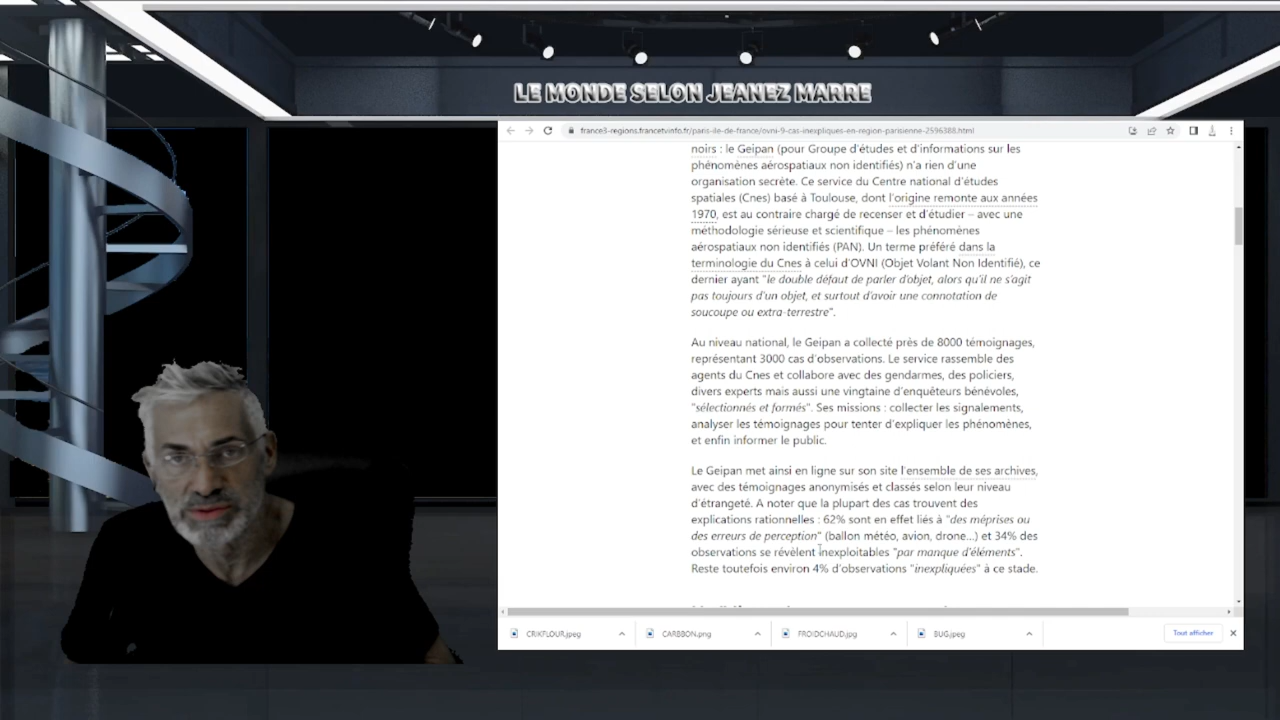 LE MONDE SELON JEANEZ MARRE
france3-regions.francetvinfo.fr/paris-ile-de-france/ovni-9-cas-inexpliques-en-region-parisienne-2596388.html
noirs : le Geipan (pour Groupe d'études et d'informations sur les
phénomènes aérospatiaux non identifiés) n'a rien d'une
organisation secrète. Ce service du Centre national d'études
spatiales (Cnes) basé à Toulouse, dont l'origine remonte aux années
1970, est au contraire chargé de recenser et d'étudier – avec une
méthodologie sérieuse et scientifique – les phénomènes
aérospatiaux non identifiés (PAN). Un terme préféré dans la
terminologie du Cnes à celui d'OVNI (Objet Volant Non Identifié), ce
dernier ayant "le double défaut de parler d'objet, alors qu'il ne s'agit
pas toujours d'un objet, et surtout d'avoir une connotation de
soucoupe ou extra-terrestre".
Au niveau national, le Geipan a collecté près de 8000 témoignages,
représentant 3000 cas d'observations. Le service rassemble des
agents du Cnes et collabore avec des gendarmes, des policiers,
divers experts mais aussi une vingtaine d'enquêteurs bénévoles,
"sélectionnés et formés". Ses missions : collecter les signalements,
analyser les témoignages pour tenter d'expliquer les phénomènes,
et enfin informer le public.
Le Geipan met ainsi en ligne sur son site l'ensemble de ses archives,
avec des témoignages anonymisés et classés selon leur niveau
d'étrangeté. A noter que la plupart des cas trouvent des
explications rationnelles : 62% sont en effet liés à "des méprises ou
des erreurs de perception" (ballon météo, avion, drone...) et 34% des
observations se révèlent inexploitables "par manque d'éléments".
Reste toutefois environ 4% d'observations "inexpliquées" à ce stade.
CRIKFLOUR.jpeg
CARBBON.png
FROIDCHAUD.jpg
BUG.jpeg
Tout afficher